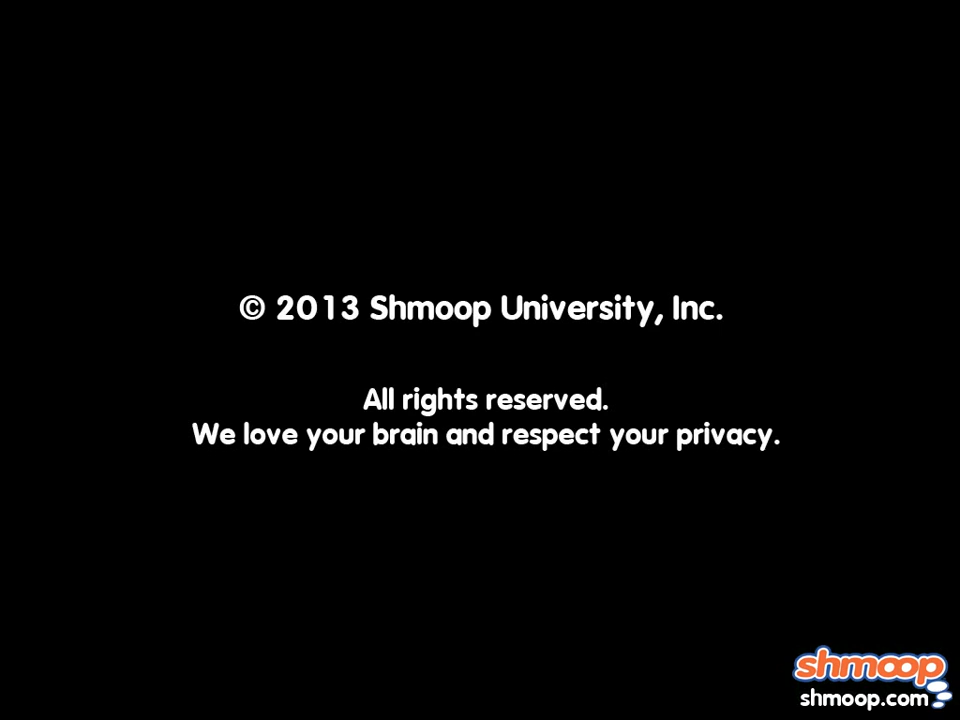 © 2013 Shmoop University, Inc.
All rights reserved.
We love your brain and respect your privacy.
shmoop
shmoop.com